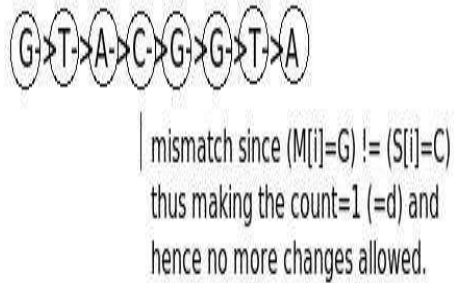 G->T->A->C->G->G->T->A
| mismatch since (M[i]=G) != (S[i]=C)
thus making the count=1 (=d) and
hence no more changes allowed.